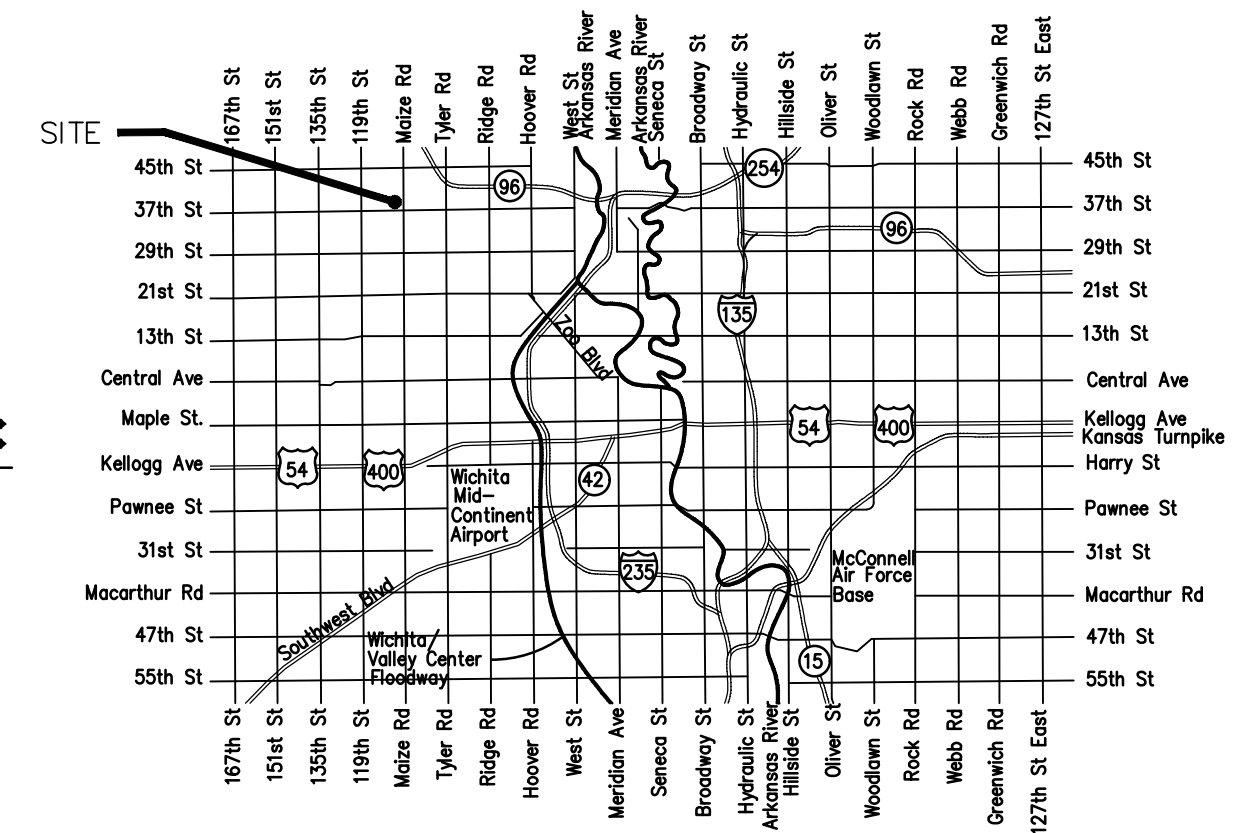 167th St
151st St
135th St
119th St
Maize Rd
Tyler Rd
Ridge Rd
Hoover Rd
West St
Arkansas River
Meridian Ave
Arkansas River
Seneca St
Broadway St
Hydraulic St
Hillside St
Oliver St
Woodlawn St
Rock Rd
Webb Rd
Greenwich Rd
127th St East
SITE
45th St
37th St
29th St
21st St
13th St
Central Ave
Maple St.
Kellogg Ave
Pawnee St
31st St
Macarthur Rd
47th St
55th St
96
254
96
135
Zoo Blvd
54
400
54
400
42
Wichita
Mid-
Continent
Airport
235
McConnell
Air Force
Base
Southwest Blvd
Wichita/
Valley Center
Floodway
15
45th St
37th St
29th St
21st St
13th St
Central Ave
Kellogg Ave
Kansas Turnpike
Harry St
Pawnee St
31st St
Macarthur Rd
47th St
55th St
167th St
151st St
135th St
119th St
Maize Rd
Tyler Rd
Ridge Rd
Hoover Rd
West St
Meridian Ave
Seneca St
Broadway St
Hydraulic St
Arkansas River
Hillside St
Oliver St
Woodlawn St
Rock Rd
Webb Rd
Greenwich Rd
127th St East